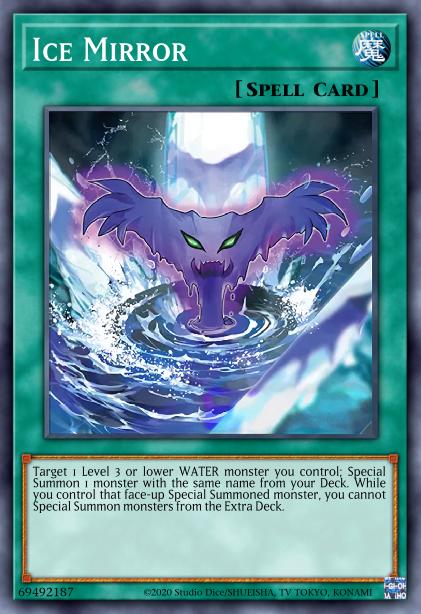 Ice Mirror
SPELL
魔
[Spell Card]
Target 1 Level 3 or lower WATER monster you control; Special
Summon 1 monster with the same name from your Deck. While
you control that face-up Special Summoned monster, you cannot
Special Summon monsters from the Extra Deck.
69492187
©2020 Studio Dice/SHUEISHA, TV TOKYO, KONAMI